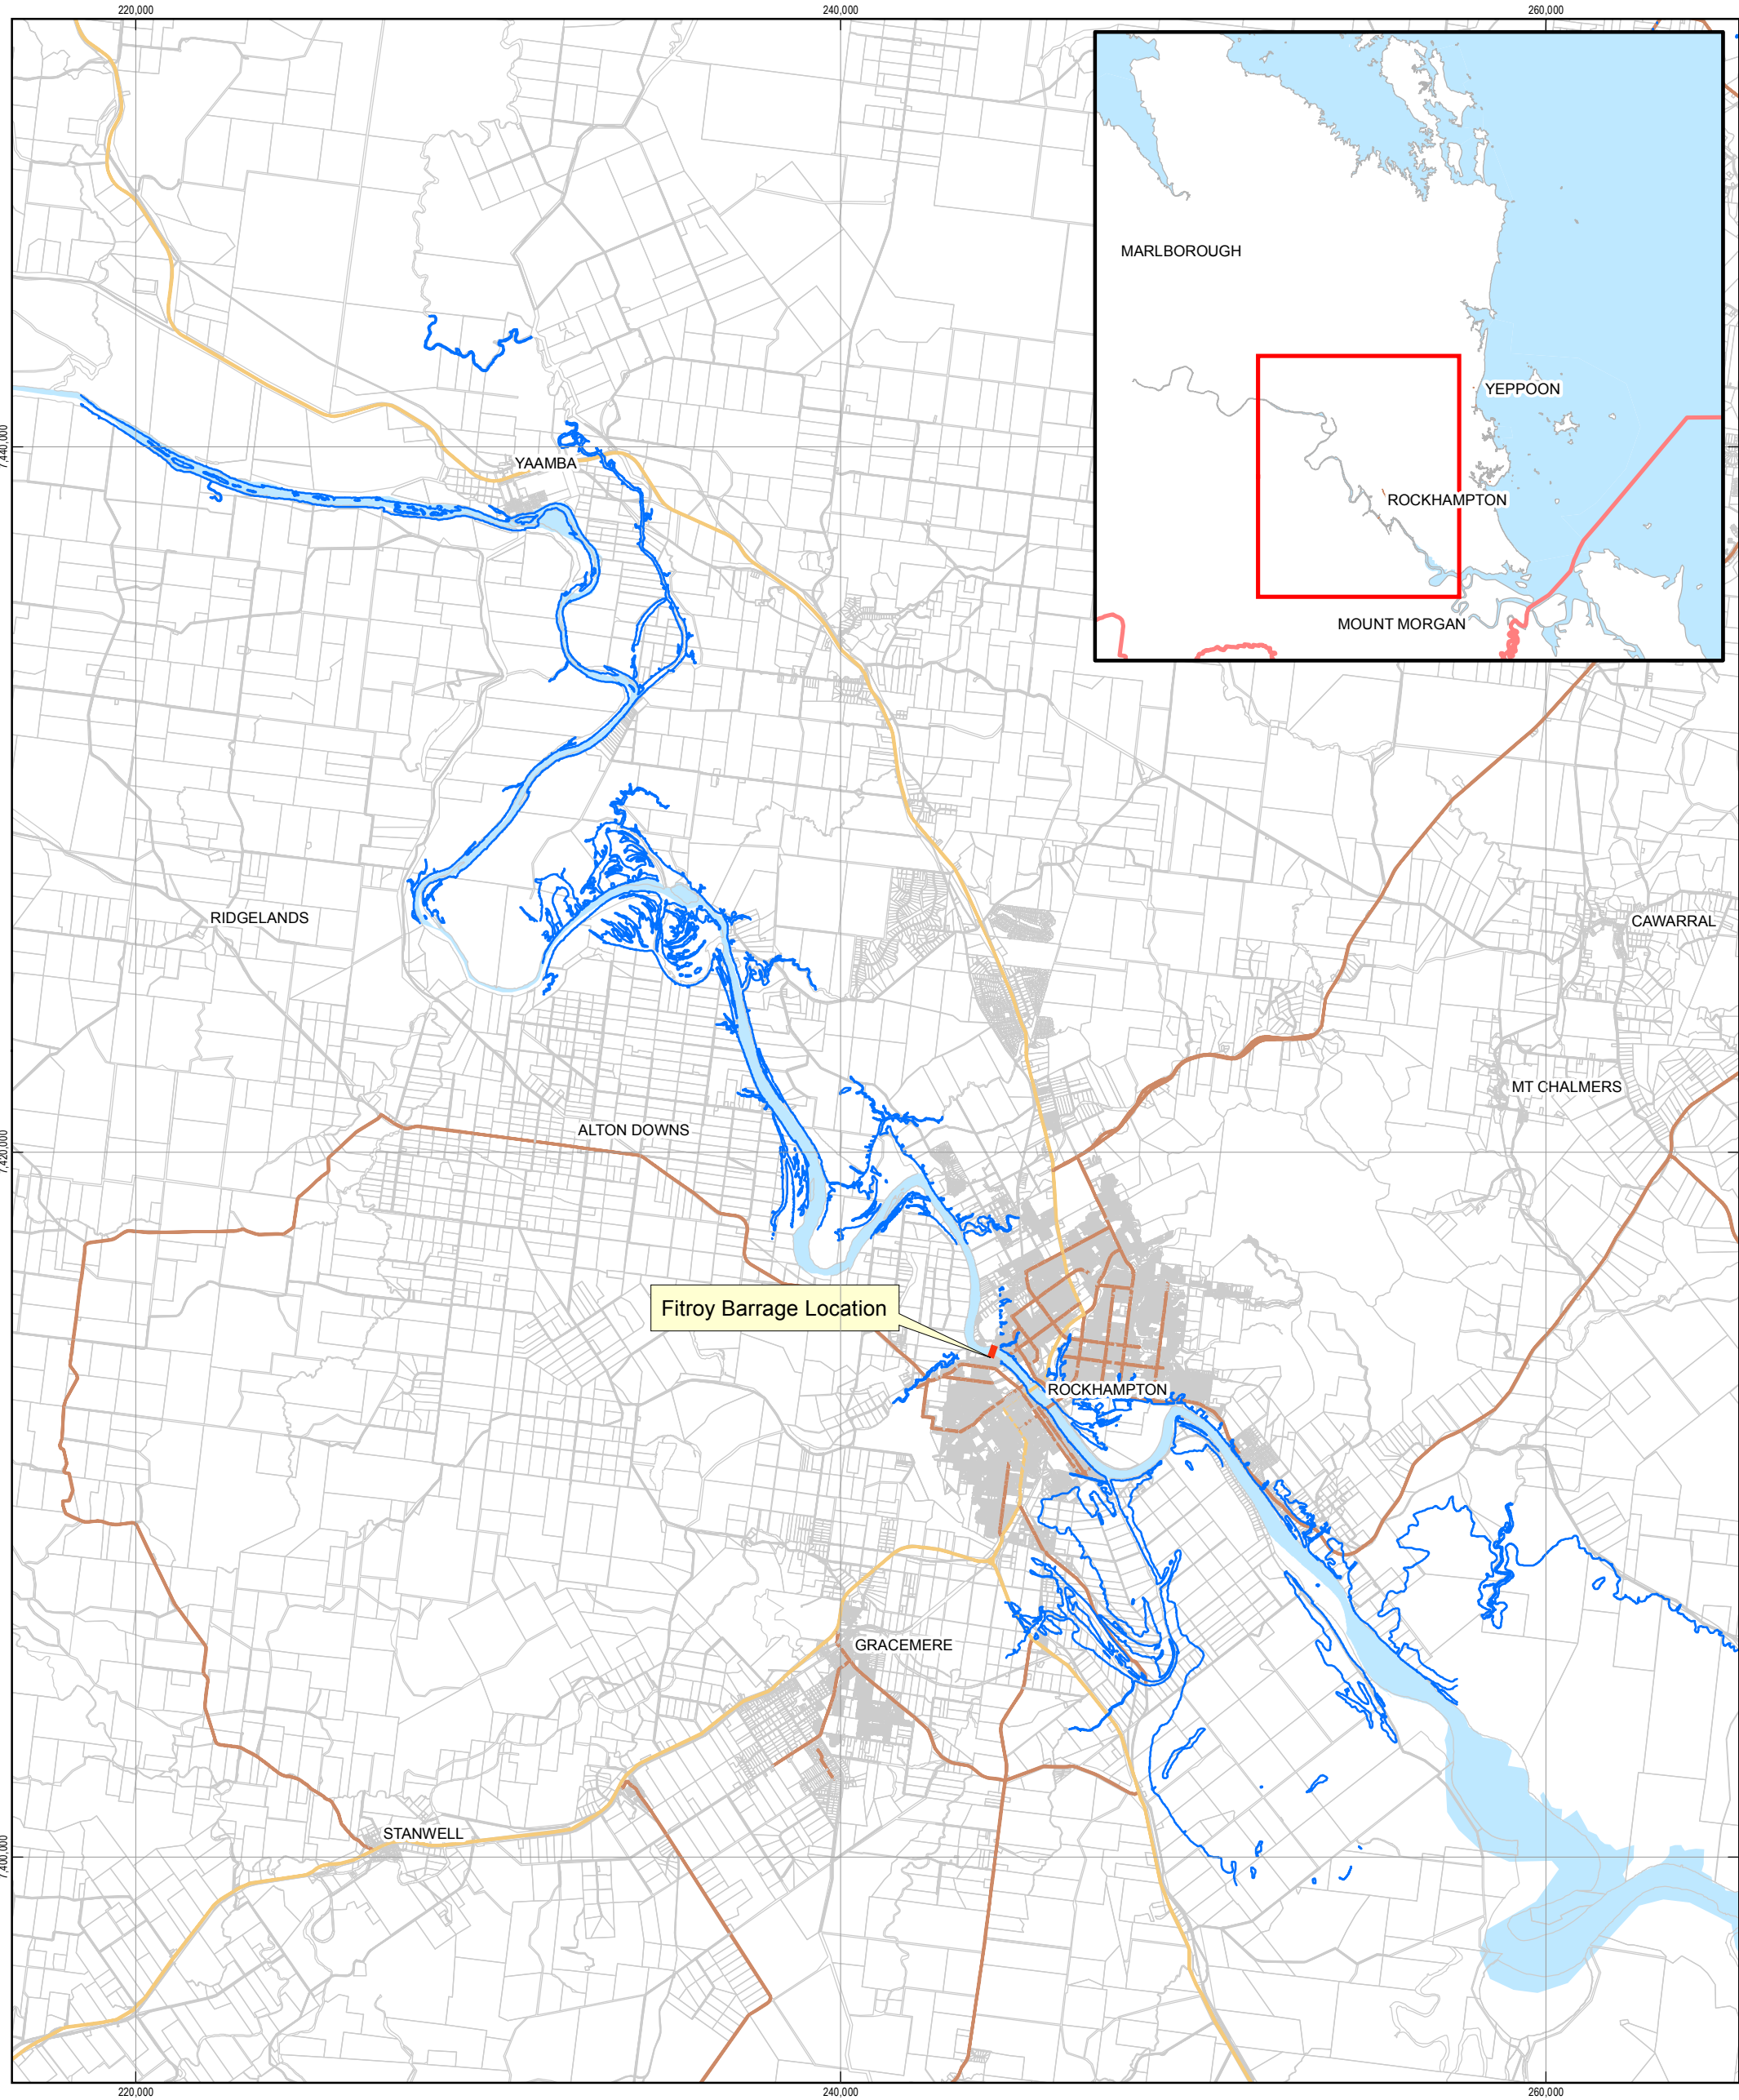 220,000
240,000
260,000
MARLBOROUGH
YEPPOON
ROCKHAMPTON
MOUNT MORGAN
7,440,000
YAAMBA
RIDGELANDS
CAWARRAL
MT CHALMERS
ALTON DOWNS
7,420,000
Fitroy Barrage Location
ROCKHAMPTON
GRACEMERE
STANWELL
7,400,000
220,000
240,000
260,000